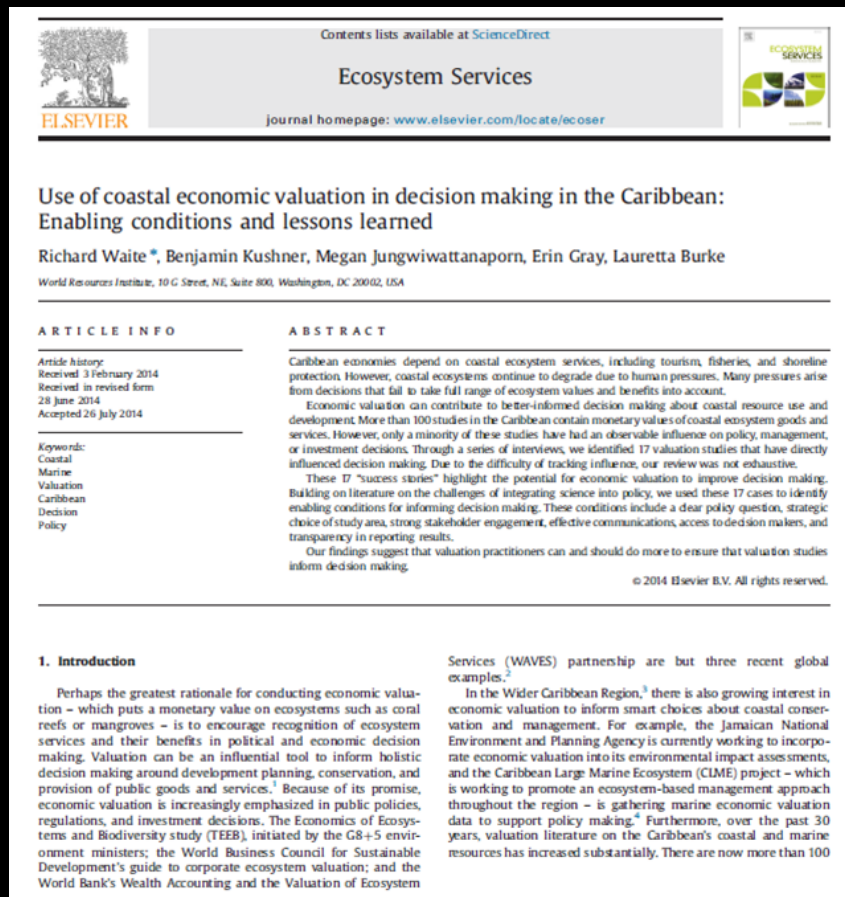 Contents lists available at ScienceDirect
Ecosystem Services
journal homepage: www.elsevier.com/locate/ecoser
ELSEVIER
ECOSYSTEM
SERVICES
Use of coastal economic valuation in decision making in the Caribbean:
Enabling conditions and lessons learned
Richard Waite *, Benjamin Kushner, Megan Jungwiwattanaporn, Erin Gray, Lauretta Burke
World Resources Institute, 10 G Street, NE, Suite 800, Washington, DC 20002, USA
ARTICLE INFO
Article history:
Received 3 February 2014
Received in revised form
28 June 2014
Accepted 26 July 2014
Keywords:
Coastal
Marine
Valuation
Caribbean
Decision
Policy
ABSTRACT
Caribbean economies depend on coastal ecosystem services, including tourism, fisheries, and shoreline
protection. However, coastal ecosystems continue to degrade due to human pressures. Many pressures arise
from decisions that fail to take full range of ecosystem values and benefits into account.
Economic valuation can contribute to better-informed decision making about coastal resource use and
development. More than 100 studies in the Caribbean contain monetary values of coastal ecosystem goods and
services. However, only a minority of these studies have had an observable influence on policy, management,
or investment decisions. Through a series of interviews, we identified 17 valuation studies that have directly
influenced decision making. Due to the difficulty of tracking influence, our review was not exhaustive.
These 17 "success stories" highlight the potential for economic valuation to improve decision making.
Building on literature on the challenges of integrating science into policy, we used these 17 cases to identify
enabling conditions for informing decision making. These conditions include a clear policy question, strategic
choice of study area, strong stakeholder engagement, effective communications, access to decision makers, and
transparency in reporting results.
Our findings suggest that valuation practitioners can and should do more to ensure that valuation studies
inform decision making.
© 2014 Elsevier B.V. All rights reserved.
1. Introduction
Perhaps the greatest rationale for conducting economic valua-
tion – which puts a monetary value on ecosystems such as coral
reefs or mangroves – is to encourage recognition of ecosystem
services and their benefits in political and economic decision
making. Valuation can be an influential tool to inform holistic
decision making around development planning, conservation, and
provision of public goods and services.¹ Because of its promise,
economic valuation is increasingly emphasized in public policies,
regulations, and investment decisions. The Economics of Ecosys-
tems and Biodiversity study (TEEB), initiated by the G8+5 envir-
onment ministers; the World Business Council for Sustainable
Development's guide to corporate ecosystem valuation; and the
World Bank's Wealth Accounting and the Valuation of Ecosystem
Services (WAVES) partnership are but three recent global
examples.²
In the Wider Caribbean Region,³ there is also growing interest in
economic valuation to inform smart choices about coastal conser-
vation and management. For example, the Jamaican National
Environment and Planning Agency is currently working to incorpo-
rate economic valuation into its environmental impact assessments,
and the Caribbean Large Marine Ecosystem (CLME) project – which
is working to promote an ecosystem-based management approach
throughout the region – is gathering marine economic valuation
data to support policy making.⁴ Furthermore, over the past 30
years, valuation literature on the Caribbean's coastal and marine
resources has increased substantially. There are now more than 100